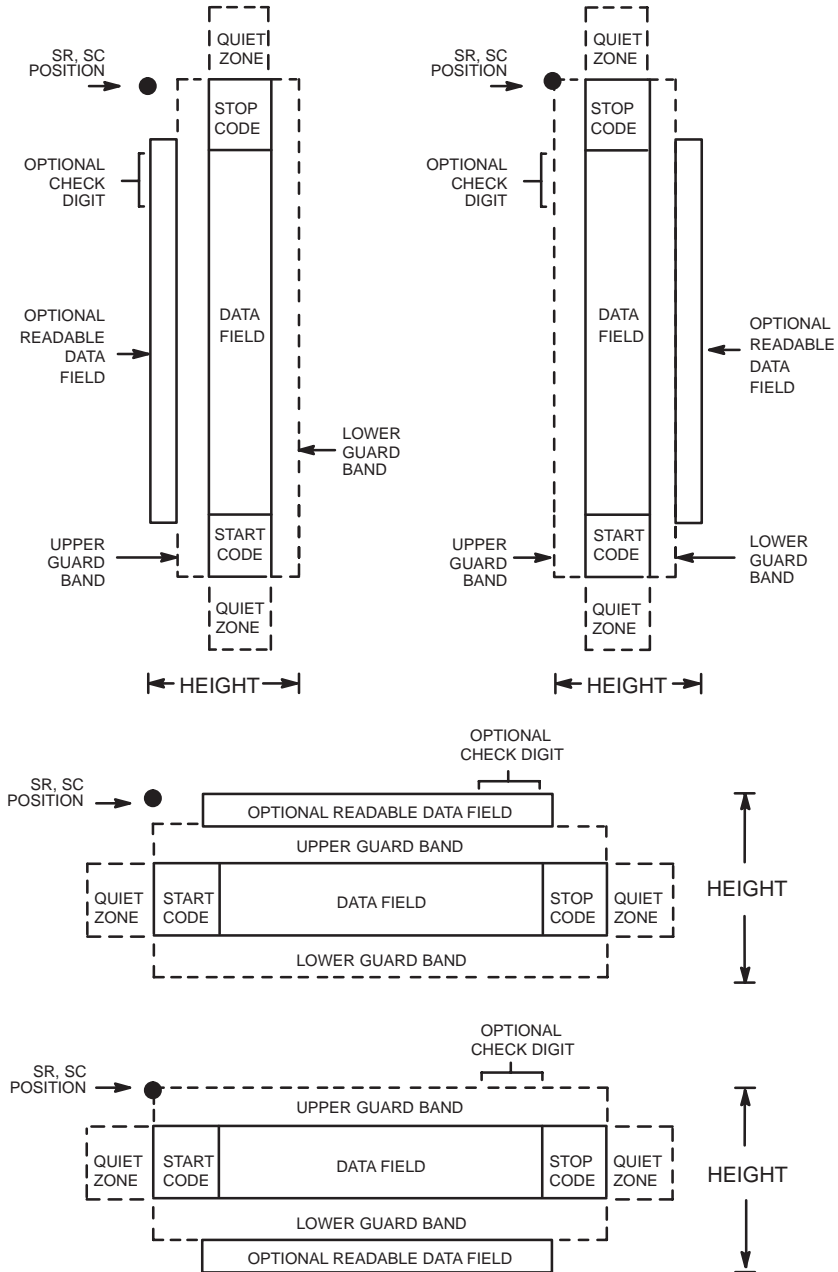 QUIET
ZONE
SR, SC
POSITION
STOP
CODE
OPTIONAL
CHECK
DIGIT
OPTIONAL
READABLE
DATA
FIELD
DATA
FIELD
LOWER
GUARD
BAND
UPPER
GUARD
BAND
START
CODE
QUIET
ZONE
HEIGHT
QUIET
ZONE
SR, SC
POSITION
STOP
CODE
OPTIONAL
CHECK
DIGIT
DATA
FIELD
OPTIONAL
READABLE
DATA
FIELD
UPPER
GUARD
BAND
START
CODE
LOWER
GUARD
BAND
QUIET
ZONE
HEIGHT
OPTIONAL
CHECK DIGIT
SR, SC
POSITION
OPTIONAL READABLE DATA FIELD
UPPER GUARD BAND
QUIET
ZONE
START
CODE
DATA FIELD
STOP
CODE
QUIET
ZONE
HEIGHT
LOWER GUARD BAND
OPTIONAL
CHECK DIGIT
SR, SC
POSITION
UPPER GUARD BAND
QUIET
ZONE
START
CODE
DATA FIELD
STOP
CODE
QUIET
ZONE
HEIGHT
LOWER GUARD BAND
OPTIONAL READABLE DATA FIELD